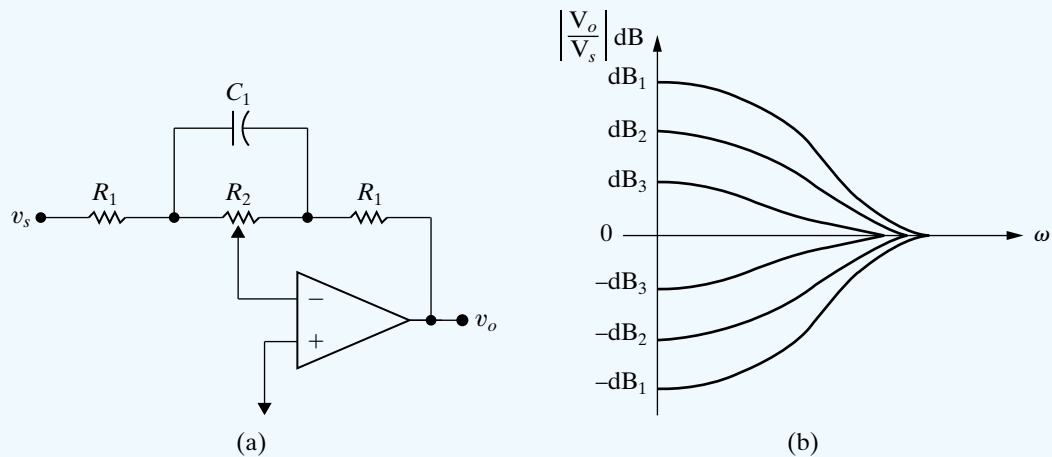 C₁
R₁
R₂
R₁
vₛ
−
+
vₒ
(a)
|Vₒ/Vₛ| dB
dB₁
dB₂
dB₃
0
ω
–dB₃
–dB₂
–dB₁
(b)